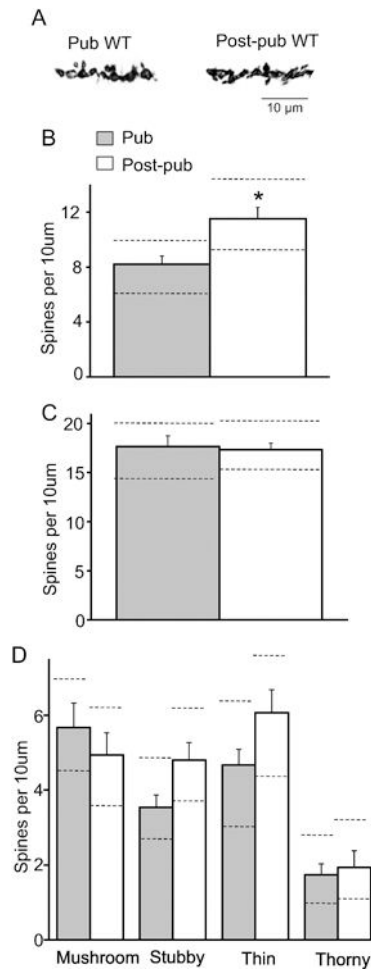 A
Pub WT Post-pub WT
10 µm
B
Pub
Post-pub
*
12
8
4
0
Spines per 10um
C
20
15
10
5
0
Spines per 10um
D
6
4
2
0
Spines per 10um
Mushroom Stubby Thin Thorny